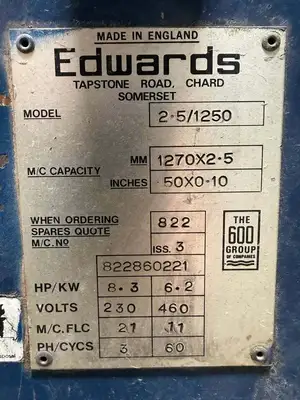 MADE IN ENGLAND
Edwards
TAPSTONE ROAD, CHARD
SOMERSET
MODEL 2·5/1250
M/C CAPACITY MM 1270X2·5
INCHES 50X0·10
WHEN ORDERING SPARES QUOTE M/C. NO 822
ISS. 3
822860221
THE 600 GROUP OF COMPANIES
HP/KW 8·3 6·2
VOLTS 230 460
M/C.FLC 21 11
PH/CYCS 3 60